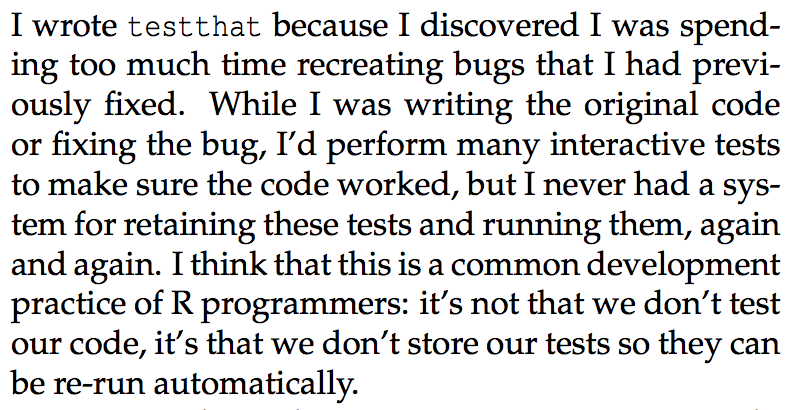 I wrote testthat because I discovered I was spend-
ing too much time recreating bugs that I had previ-
ously fixed. While I was writing the original code
or fixing the bug, I’d perform many interactive tests
to make sure the code worked, but I never had a sys-
tem for retaining these tests and running them, again
and again. I think that this is a common development
practice of R programmers: it’s not that we don’t test
our code, it’s that we don’t store our tests so they can
be re-run automatically.